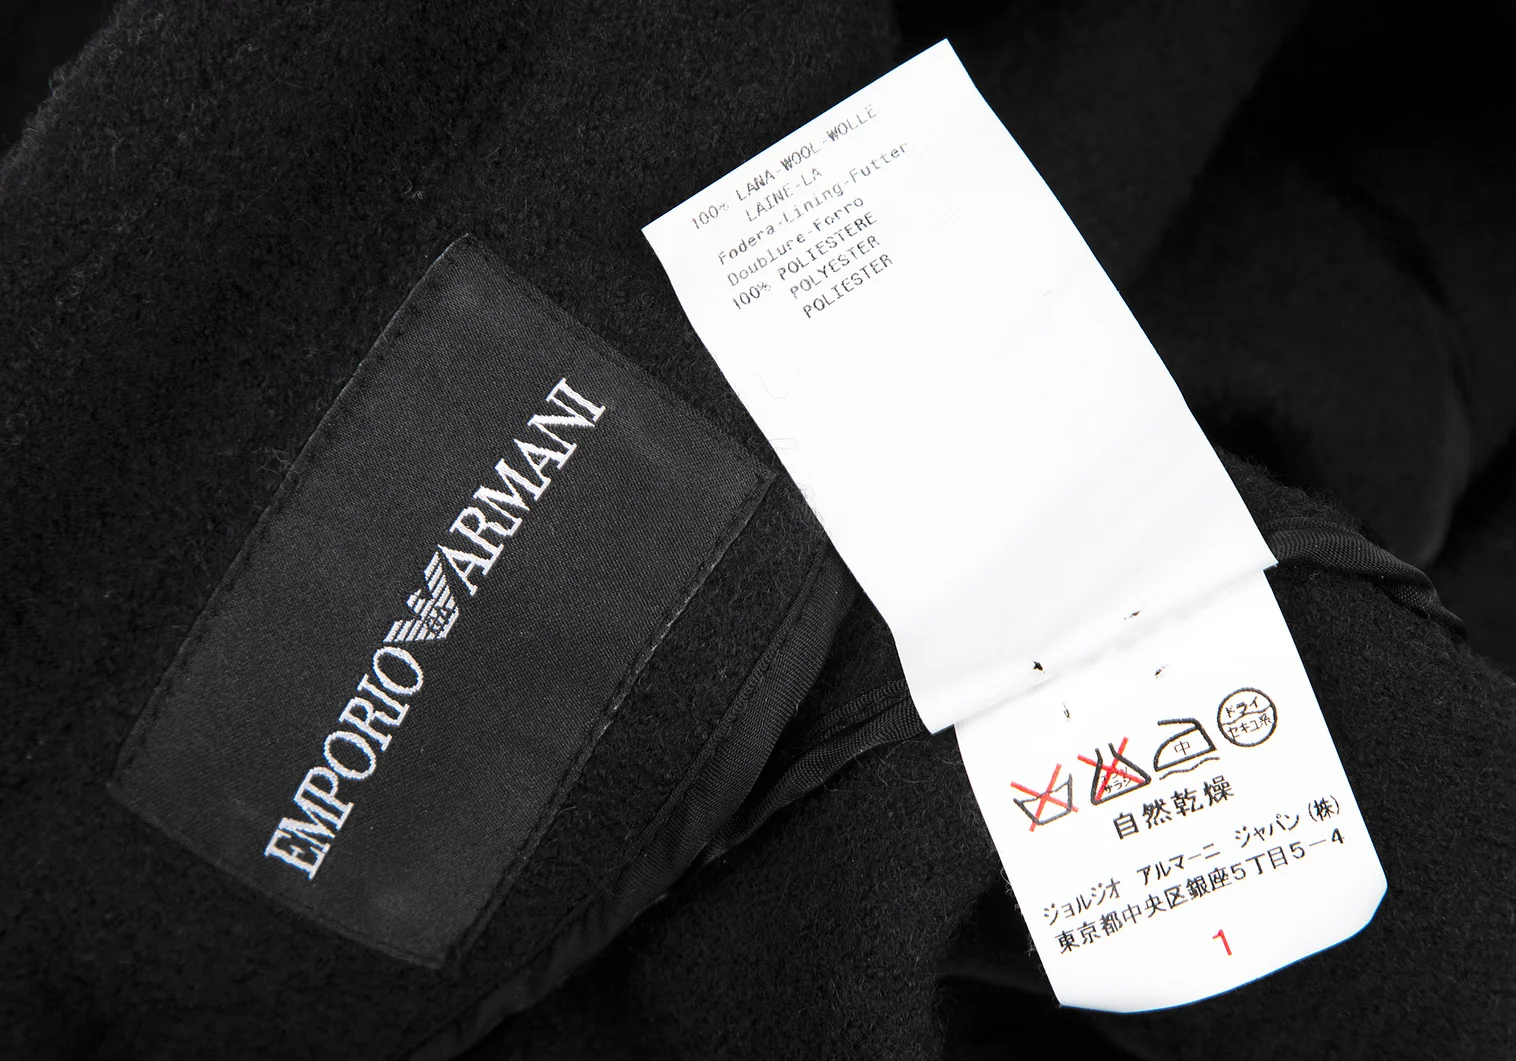 EMPORIO ARMANI
100% LANA-WOOL-WOLLE
LAINE-LA
Fodera-Lining-Futter
Doublure-Forro
100% POLIESTERE
POLYESTER
POLIESTER
中
ドライ
セキユ系
自然乾燥
ジョルジオ アルマーニ ジャパン (株)
東京都中央区銀座5丁目5-4
1